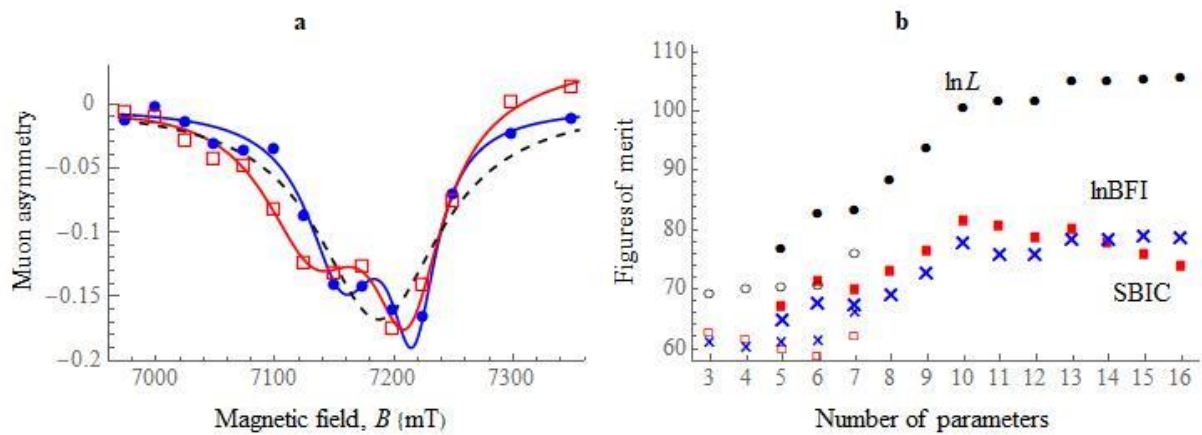 a
b
0
−0.05
−0.1
−0.15
−0.2
Muon asymmetry
7000
7100
7200
7300
Magnetic field, B (mT)
110
100
90
80
70
60
Figures of merit
ln L
lnBFI
SBIC
3 4 5 6 7 8 9 10 11 12 13 14 15 16
Number of parameters